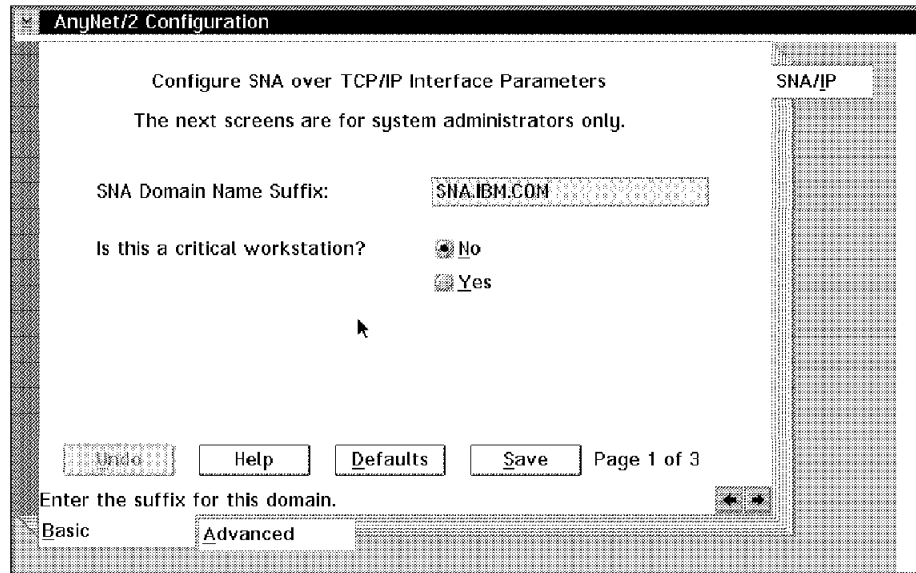 AnyNet/2 Configuration
Configure SNA over TCP/IP Interface Parameters
SNA/IP
The next screens are for system administrators only.
SNA Domain Name Suffix: SNA.IBM.COM
Is this a critical workstation? No
Yes
Undo Help Defaults Save Page 1 of 3
Enter the suffix for this domain.
Basic Advanced